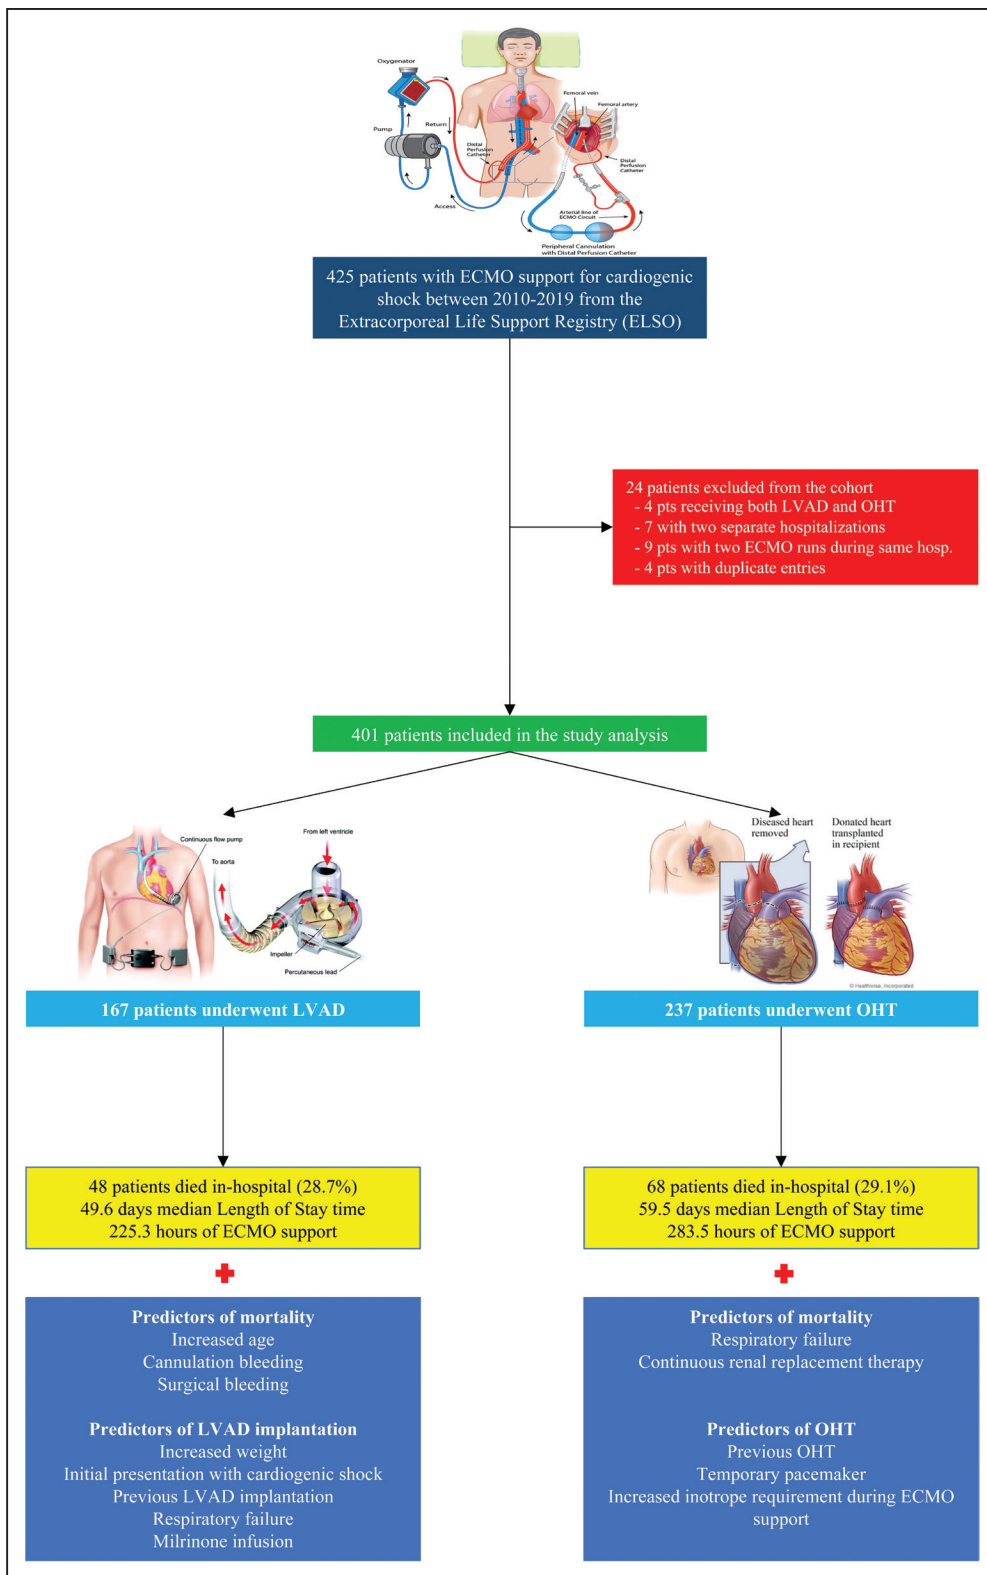 Oxygenator
Pump
Return
Access
Distal
Perfusion
Catheter
Femoral vein
Femoral artery
Distal
Perfusion
Catheter
Arterial line of
ECMO Circuit
Peripheral Cannulation
with Distal Perfusion Catheter
425 patients with ECMO support for cardiogenic
shock between 2010-2019 from the
Extracorporeal Life Support Registry (ELSO)
24 patients excluded from the cohort
- 4 pts receiving both LVAD and OHT
- 7 with two separate hospitalizations
- 9 pts with two ECMO runs during same hosp.
- 4 pts with duplicate entries
401 patients included in the study analysis
Continuous flow pump
To aorta
From left ventricle
Impeller
Percutaneous lead
Diseased heart
removed
Donated heart
transplanted
in recipient
© Healthwise, Incorporated
167 patients underwent LVAD
237 patients underwent OHT
48 patients died in-hospital (28.7%)
49.6 days median Length of Stay time
225.3 hours of ECMO support
68 patients died in-hospital (29.1%)
59.5 days median Length of Stay time
283.5 hours of ECMO support
Predictors of mortality
Increased age
Cannulation bleeding
Surgical bleeding
Predictors of LVAD implantation
Increased weight
Initial presentation with cardiogenic shock
Previous LVAD implantation
Respiratory failure
Milrinone infusion
Predictors of mortality
Respiratory failure
Continuous renal replacement therapy
Predictors of OHT
Previous OHT
Temporary pacemaker
Increased inotrope requirement during ECMO
support